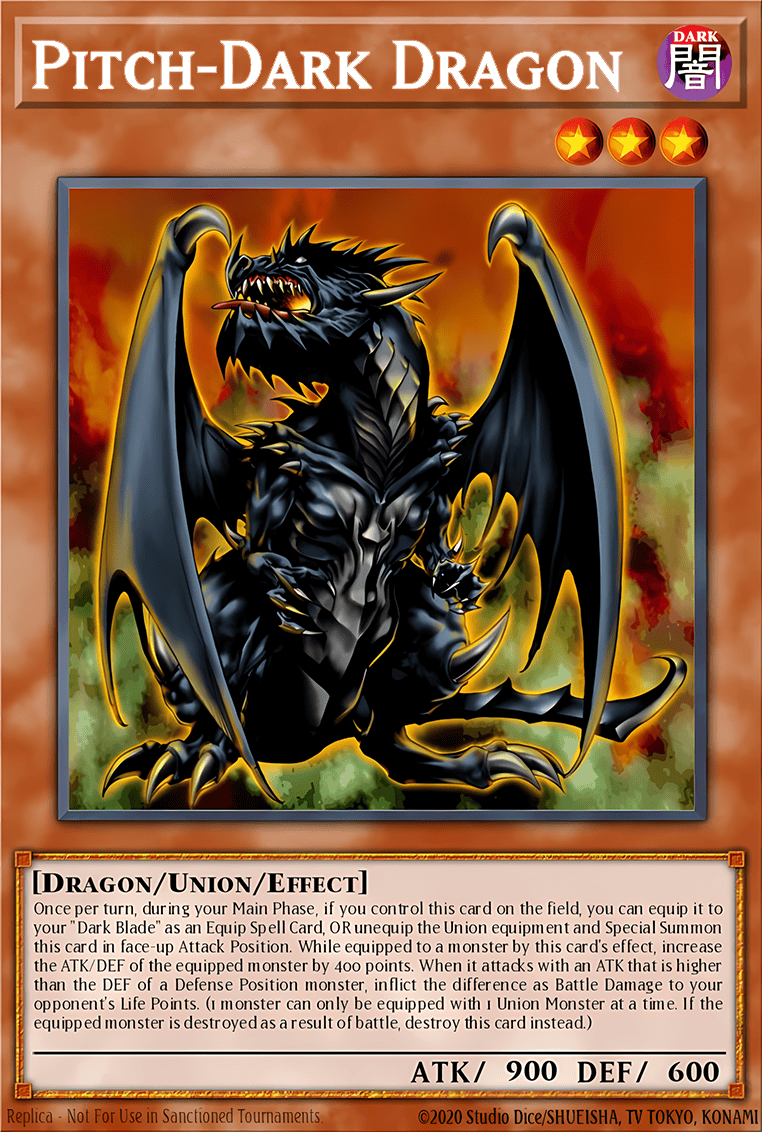 Pitch-Dark Dragon
DARK
闇
[Dragon/Union/Effect]
Once per turn, during your Main Phase, if you control this card on the field, you can equip it to
your "Dark Blade" as an Equip Spell Card, OR unequip the Union equipment and Special Summon
this card in face-up Attack Position. While equipped to a monster by this card's effect, increase
the ATK/DEF of the equipped monster by 400 points. When it attacks with an ATK that is higher
than the DEF of a Defense Position monster, inflict the difference as Battle Damage to your
opponent's Life Points. (1 monster can only be equipped with 1 Union Monster at a time. If the
equipped monster is destroyed as a result of battle, destroy this card instead.)
ATK/ 900 DEF/ 600
Replica - Not For Use in Sanctioned Tournaments. ©2020 Studio Dice/SHUEISHA, TV TOKYO, KONAMI